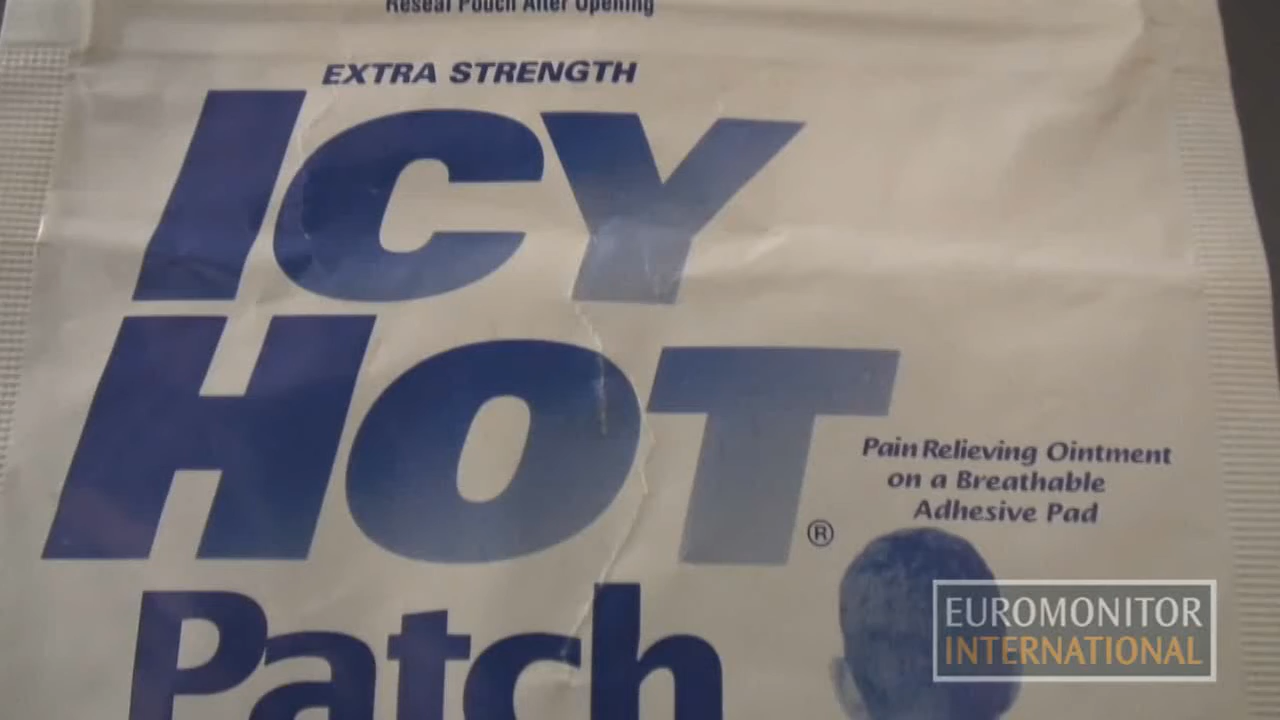 Reseal Pouch After Opening
EXTRA STRENGTH
ICY
HOT®
Pain Relieving Ointment
on a Breathable
Adhesive Pad
Patch
EUROMONITOR
INTERNATIONAL